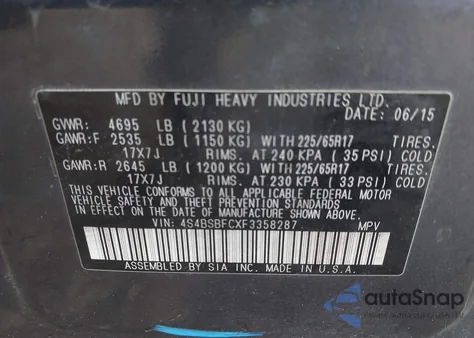 MFD BY FUJI HEAVY INDUSTRIES LTD.
DATE: 06/15
GVWR: 4695 LB (2130 KG)
GAWR:F 2535 LB (1150 KG) WITH 225/65R17 TIRES.
17X7J RIMS. AT 240 KPA (35 PSI) COLD
GAWR:R 2645 LB (1200 KG) WITH 225/65R17 TIRES.
17X7J RIMS. AT 230 KPA (33 PSI) COLD
THIS VEHICLE CONFORMS TO ALL APPLICABLE FEDERAL MOTOR
VEHICLE SAFETY AND THEFT PREVENTION STANDARDS IN
EFFECT ON THE DATE OF MANUFACTURE SHOWN ABOVE.
VIN: 4S4BSBFCXF3358287 MPV
ASSEMBLED BY SIA INC. MADE IN U.S.A.
autoSnap